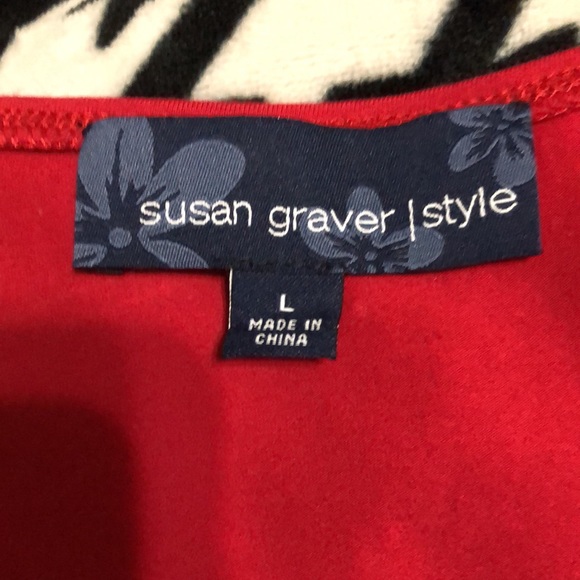 susan graver | style
L
MADE IN
CHINA